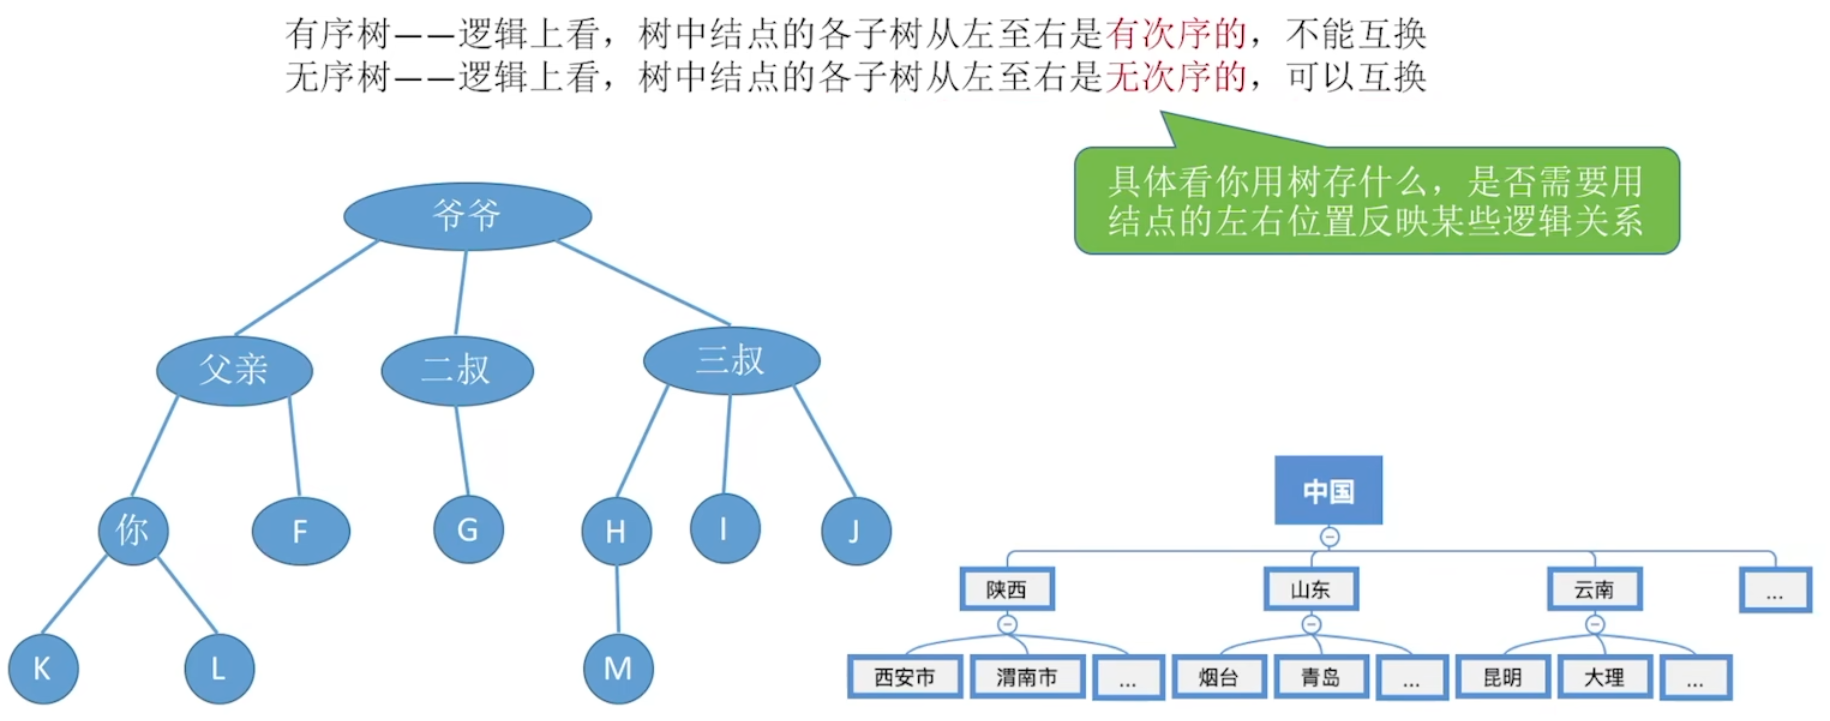 有序树——逻辑上看，树中结点的各子树从左至右是有次序的，不能互换
无序树——逻辑上看，树中结点的各子树从左至右是无次序的，可以互换
具体看你用树存什么，是否需要用
结点的左右位置反映某些逻辑关系
爷爷
父亲
二叔
三叔
你
F
G
H
I
J
K
L
M
中国
陕西
山东
云南
...
西安市
渭南市
...
烟台
青岛
...
昆明
大理
...